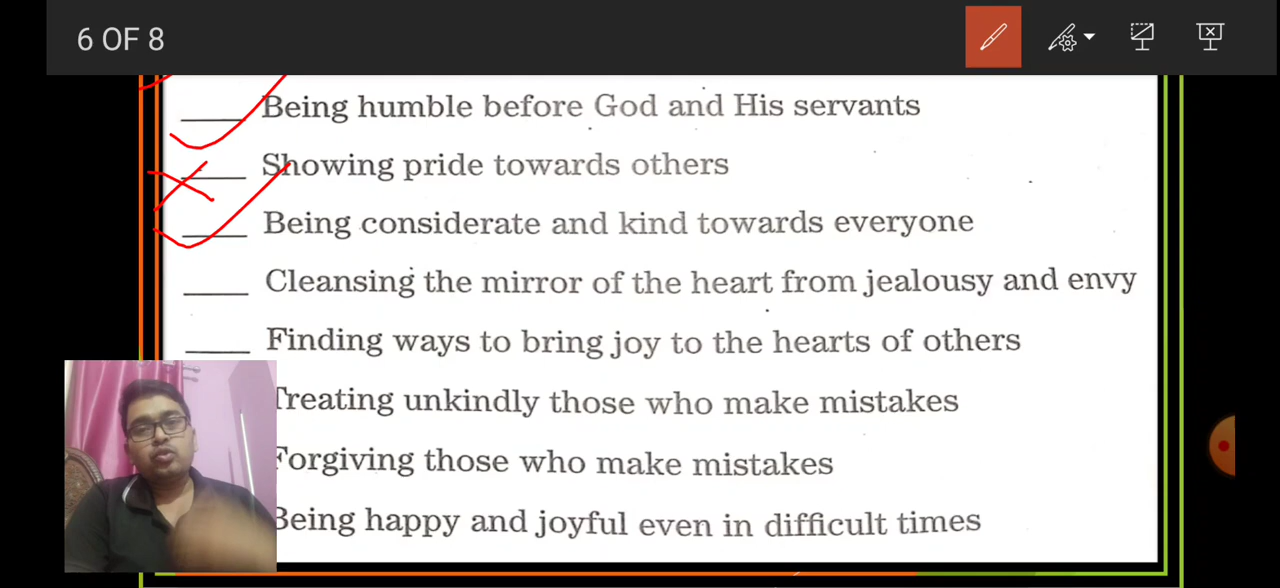 6 OF 8
____ Being humble before God and His servants
____ Showing pride towards others
____ Being considerate and kind towards everyone
____ Cleansing the mirror of the heart from jealousy and envy
____ Finding ways to bring joy to the hearts of others
Treating unkindly those who make mistakes
Forgiving those who make mistakes
Being happy and joyful even in difficult times